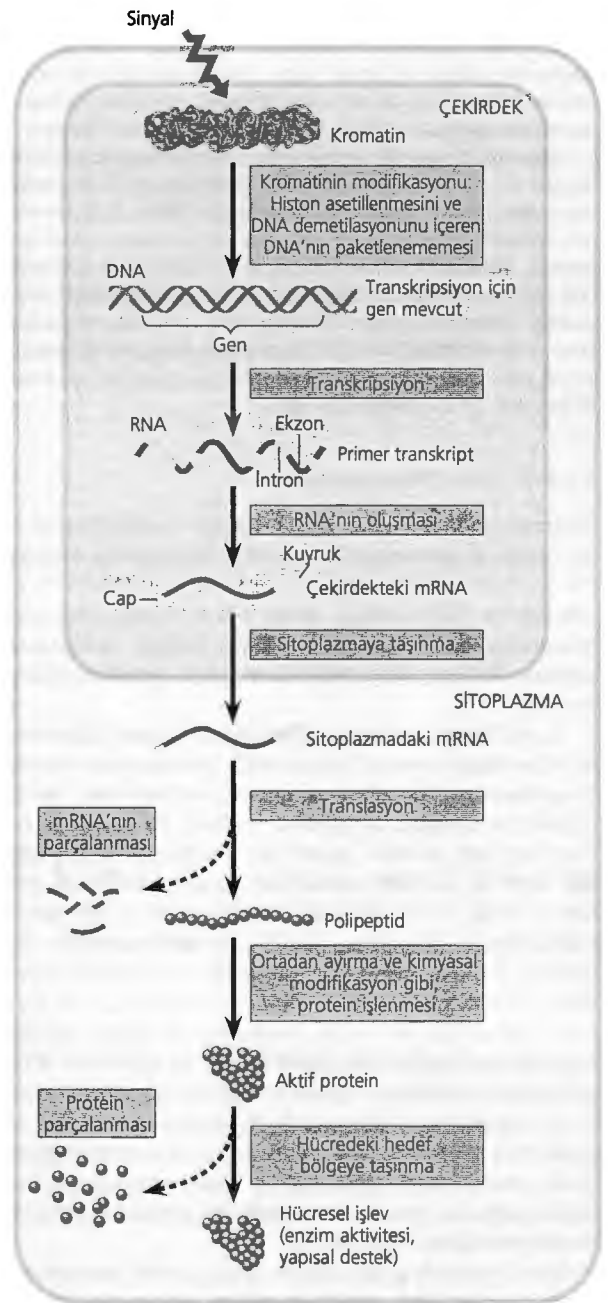 Sinyal
ÇEKİRDEK
Kromatin
Kromatinin modifikasyonu:
Histon asetillenmesini ve
DNA demetilasyonunu içeren
DNA'nın paketlenememesi
DNA
Transkripsiyon için
gen mevcut
Gen
Transkripsiyon
RNA
Ekzon
Primer transkript
İntron
RNA'nın oluşması
Kuyruk
Cap
Çekirdekteki mRNA
Sitoplazmaya taşınma
SİTOPLAZMA
Sitoplazmadaki mRNA
Translasyon
mRNA'nın
parçalanması
Polipeptid
Ortadan ayırma ve kimyasal
modifikasyon gibi,
protein işlenmesi
Aktif protein
Protein
parçalanması
Hücredeki hedef
bölgeye taşınma
Hücresel işlev
(enzim aktivitesi,
yapısal destek)